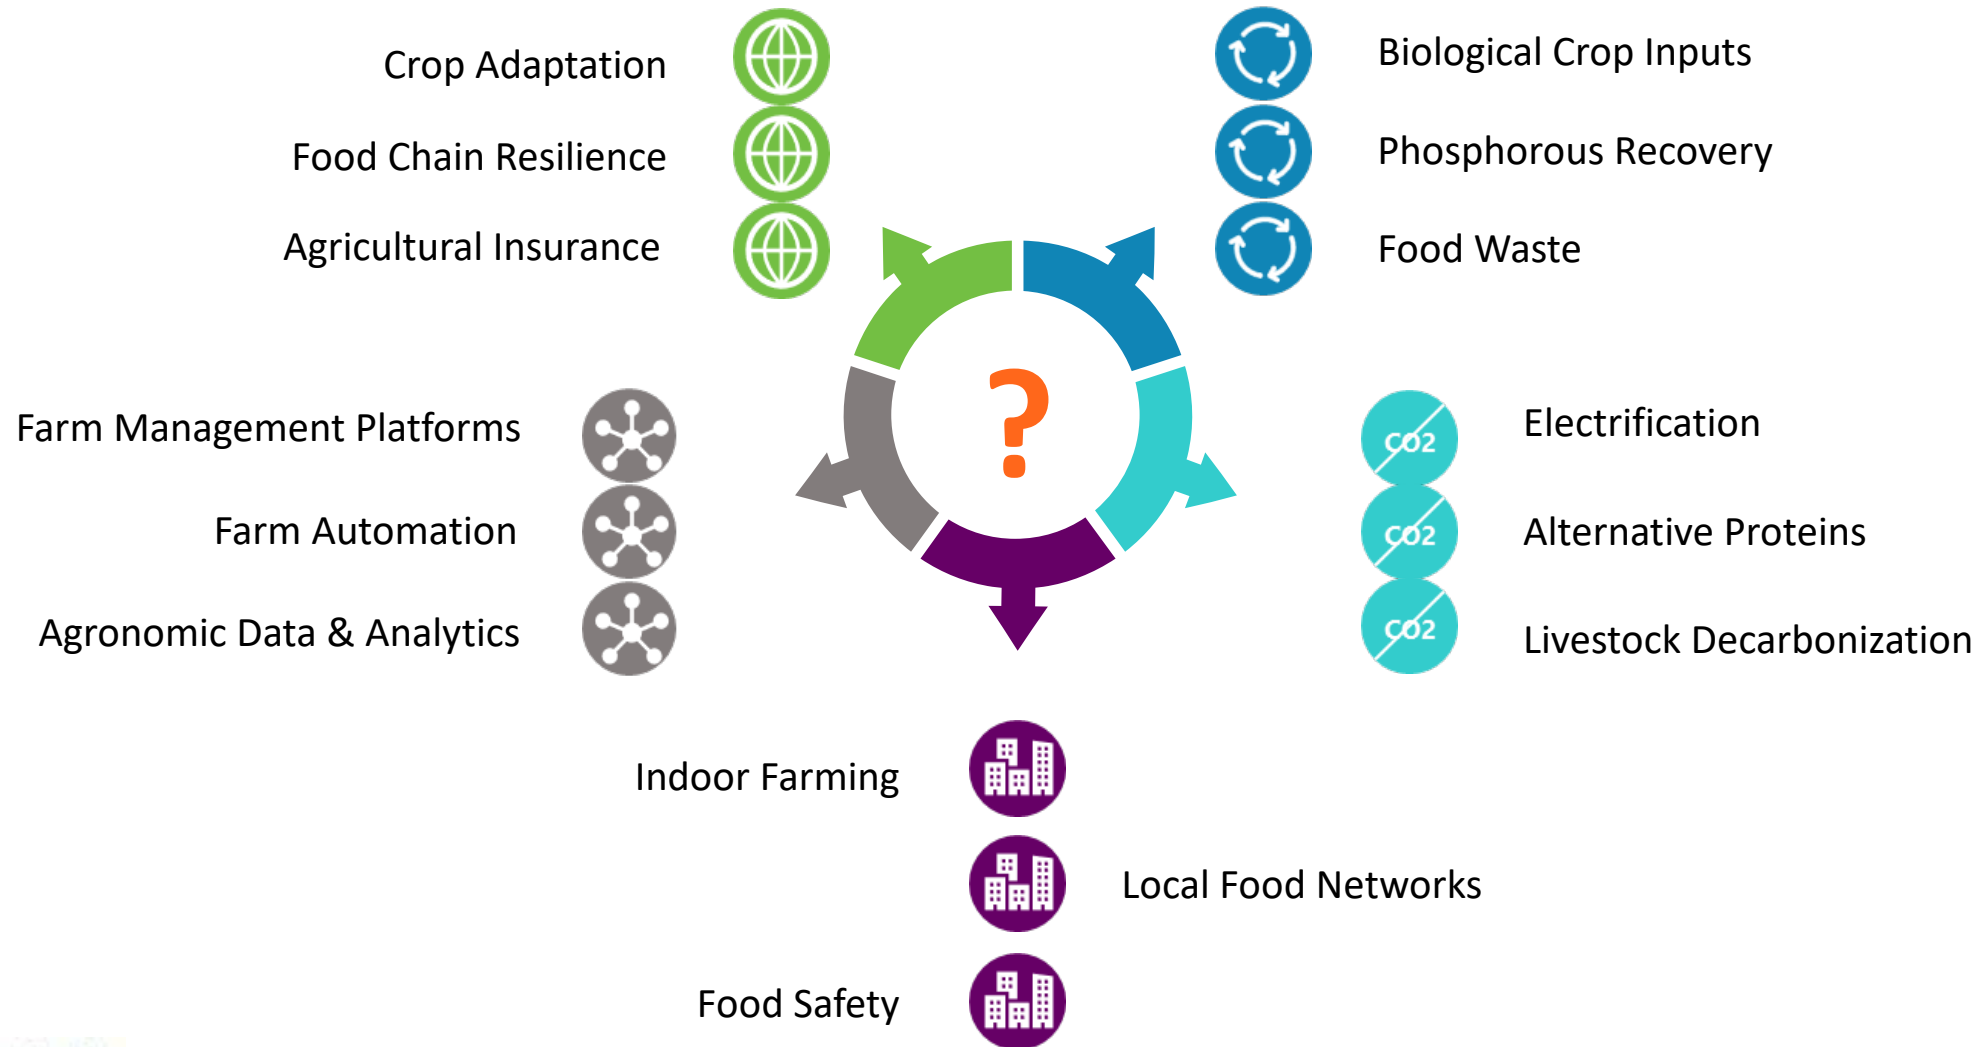 Crop Adaptation
Food Chain Resilience
Agricultural Insurance
Biological Crop Inputs
Phosphorous Recovery
Food Waste
?
Farm Management Platforms
Farm Automation
Agronomic Data & Analytics
CO2
Electrification
CO2
Alternative Proteins
CO2
Livestock Decarbonization
Indoor Farming
Local Food Networks
Food Safety